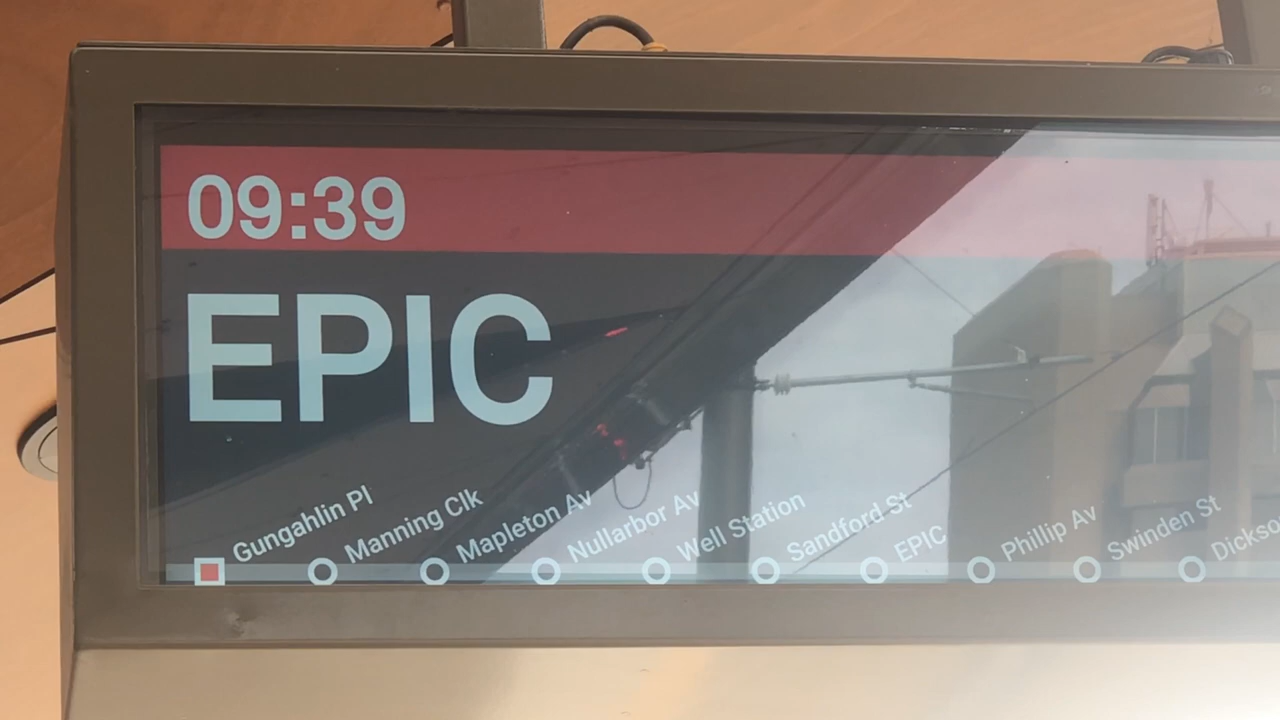 09:39
EPIC
Gungahlin Pl
Manning Clk
Mapleton Av
Nullarbor Av
Well Station
Sandford St
EPIC
Phillip Av
Swinden St
Dickso